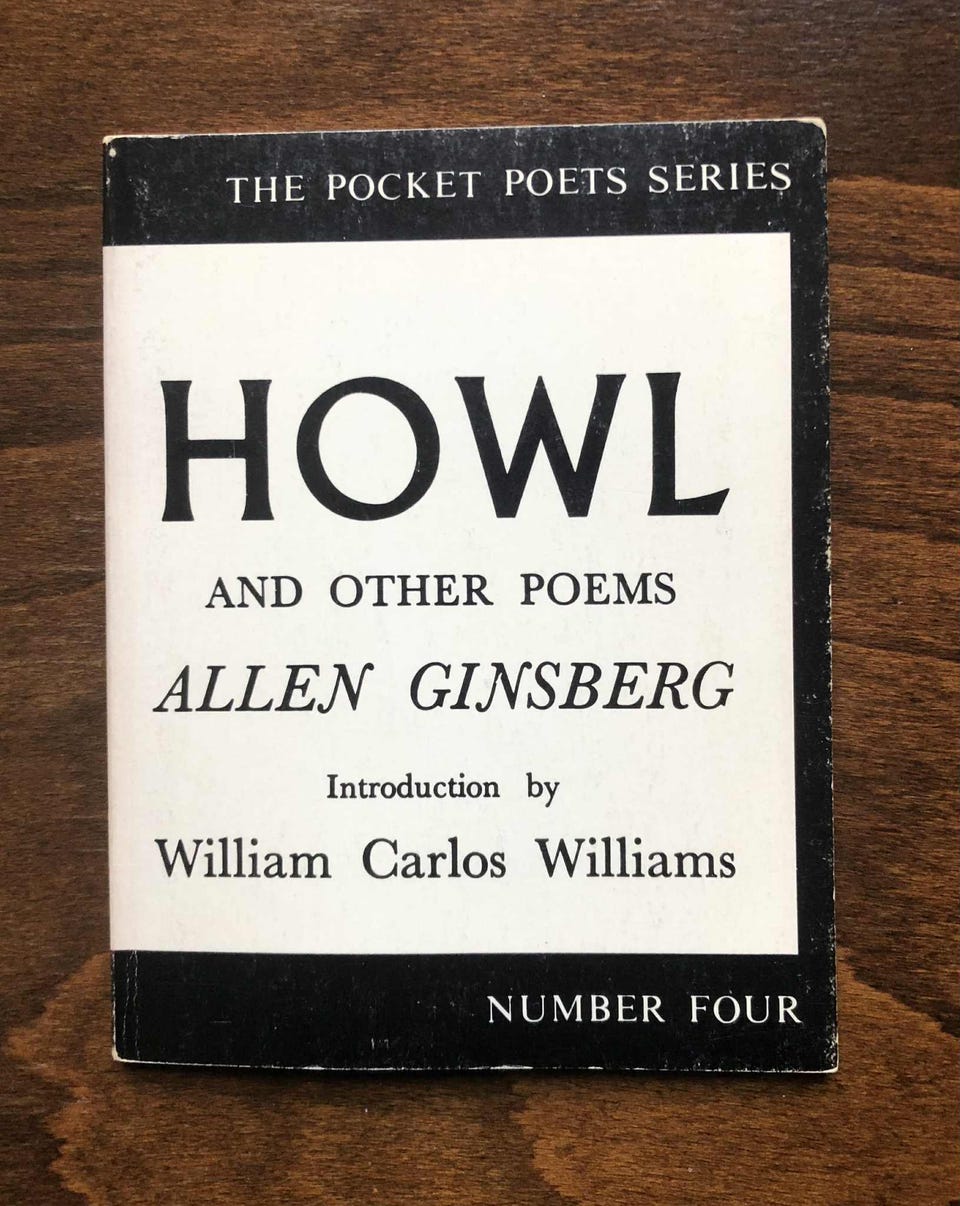 THE POCKET POETS SERIES
HOWL
AND OTHER POEMS
ALLEN GINSBERG
Introduction by
William Carlos Williams
NUMBER FOUR